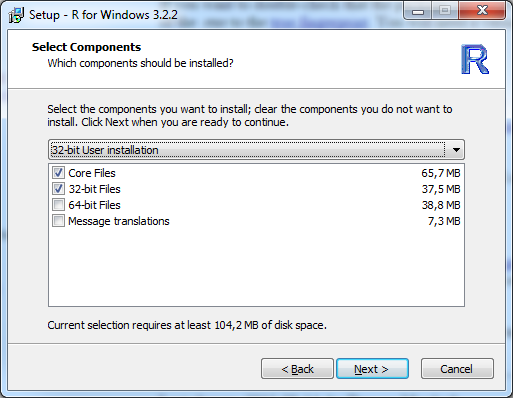 Setup - R for Windows 3.2.2
Select Components
Which components should be installed?
R
Select the components you want to install; clear the components you do not want to
install. Click Next when you are ready to continue.
32-bit User installation
Core Files 65,7 MB
32-bit Files 37,5 MB
64-bit Files 38,8 MB
Message translations 7,3 MB
Current selection requires at least 104,2 MB of disk space.
< Back Next > Cancel